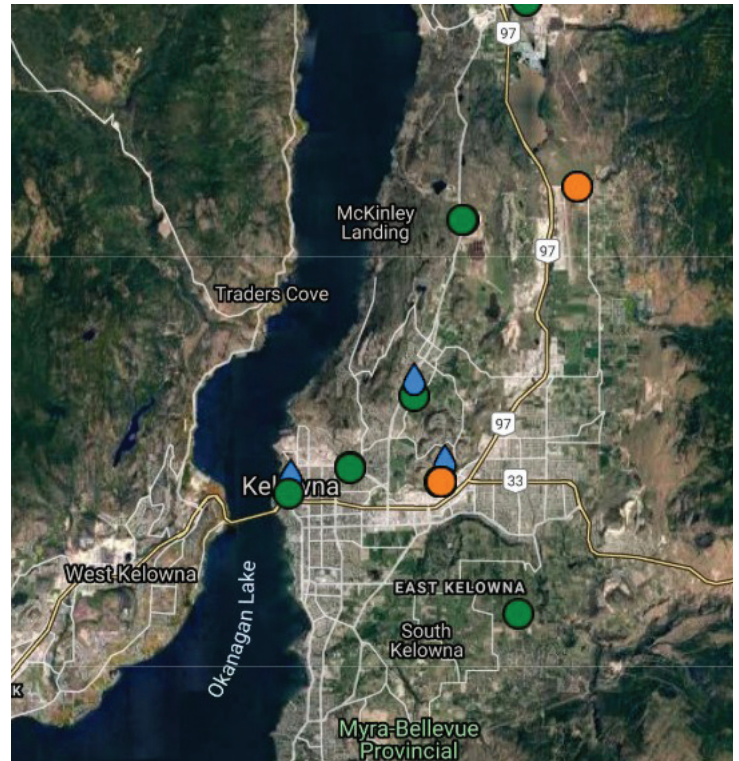 97
McKinley
Landing
97
Traders Cove
97
Kelowna
33
West Kelowna
EAST KELOWNA
South
Kelowna
Okanagan Lake
K
Myra-Bellevue
Provincial